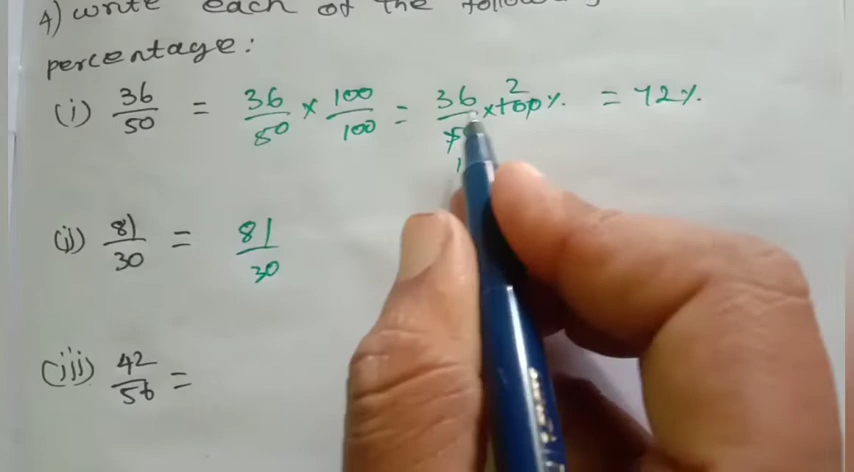 4) Write each of the following
percentage:
(i) 36/50 = 36/50 × 100/100 = 36/50 × 100% = 72%
(ii) 81/30 = 81/30
(iii) 42/56 =